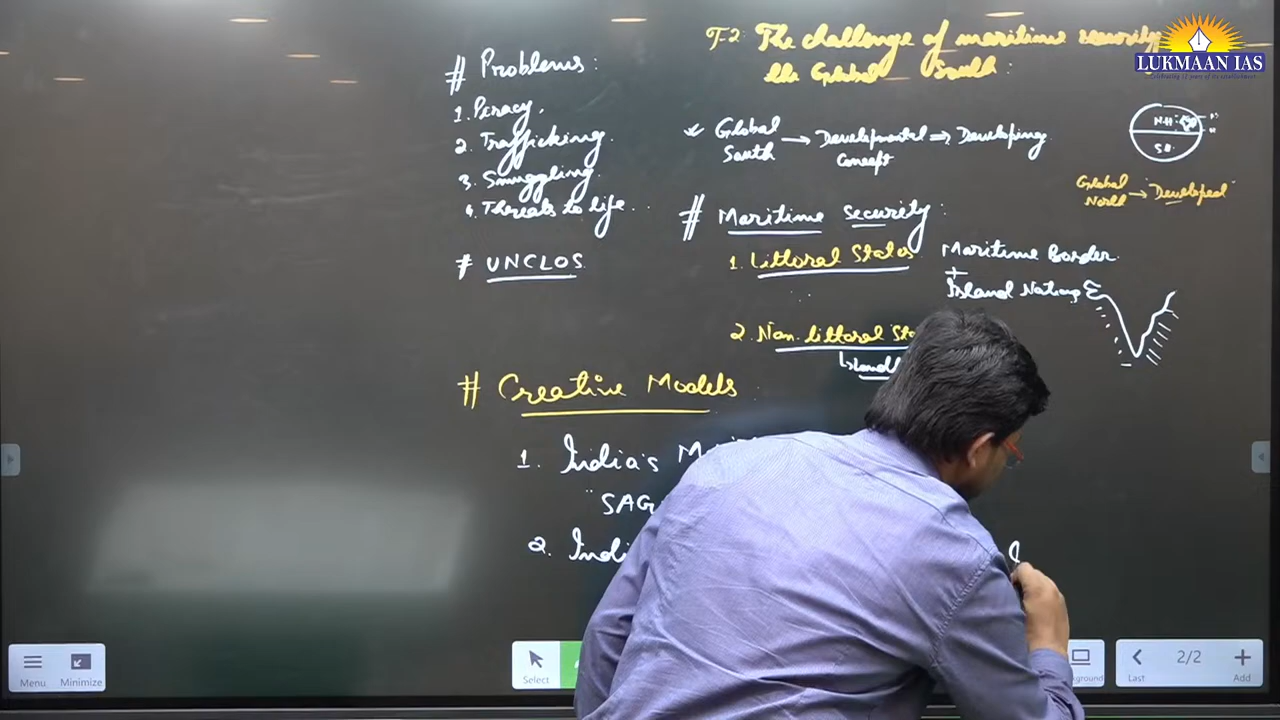 T-2: The challenge of maritime security
the Global South:
LUKMAAN IAS
# Problems:
1. Piracy.
2. Trafficking.
3. Smuggling.
4. Threats to life...
# UNCLOS
* Global South → Developmental Concept ⇒ Developing
N.H
S.H
Global North → "Developed"
# Maritime security:
1. Littoral States
Maritime Border
+
Island Nations
2. Non. littoral Sta
# Creative Models
1. India's M
"SAG
2. Indi
Menu
Minimize
Select
ground
Last
2/2
Add